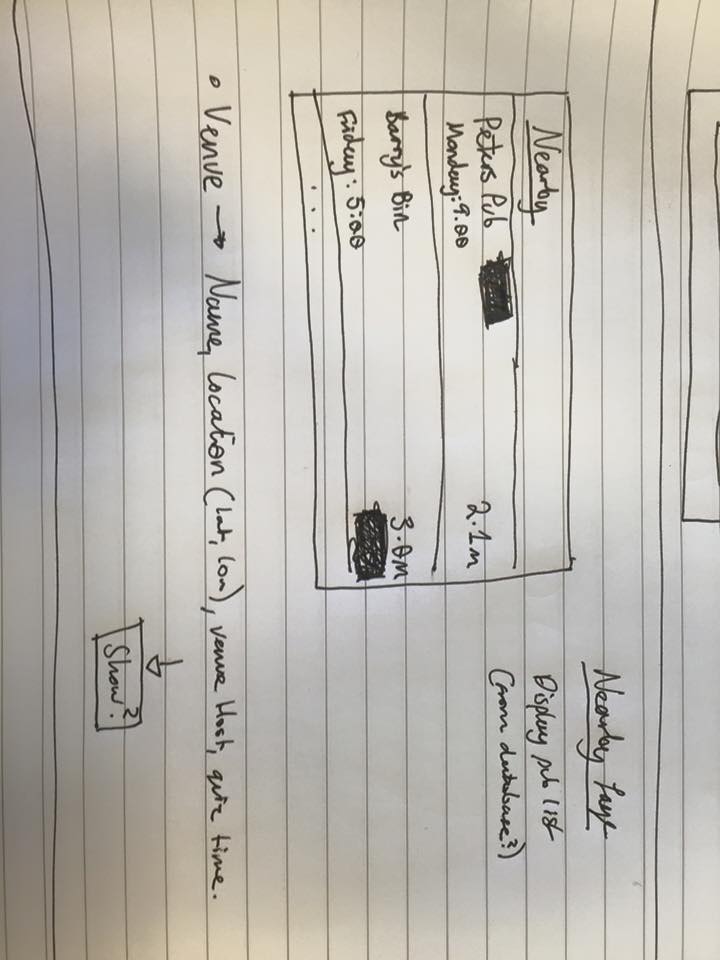 Nearby Page
Display pub list
(from database?)
Nearby
Peters Pub 2.1m
Monday: 9.00
Barry's Bin 3.0m
Friday: 5:00
...
• Venue → Name, Location (Lat, Lon), Venue Host, quiz time.
Show?